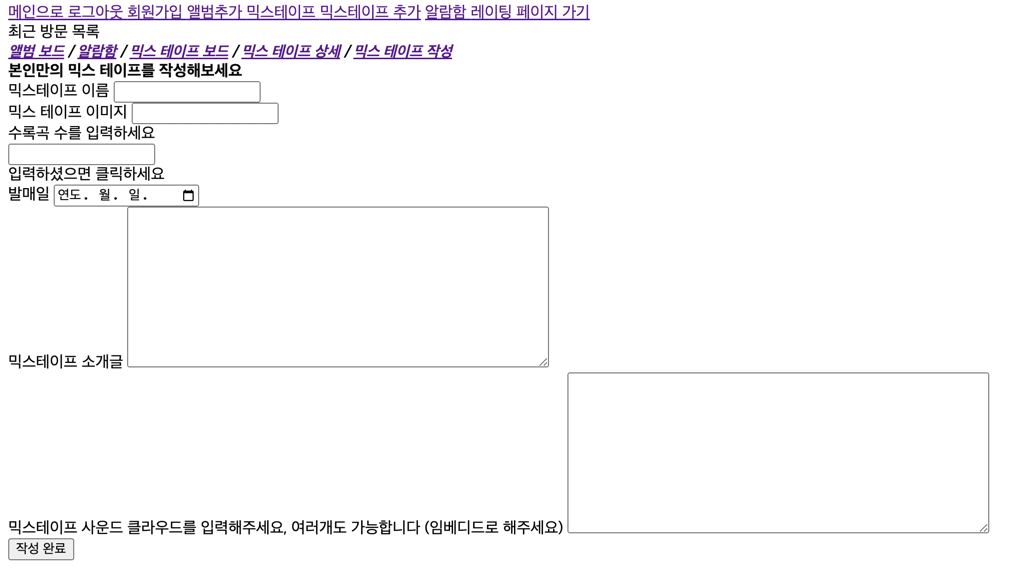 메인으로 로그아웃 회원가입 앨범추가 믹스테이프 믹스테이프 추가 알람함 레이팅 페이지 가기
최근 방문 목록
앨범 보드 / 알람함 / 믹스 테이프 보드 / 믹스 테이프 상세 / 믹스 테이프 작성
본인만의 믹스 테이프를 작성해보세요
믹스테이프 이름
믹스 테이프 이미지
수록곡 수를 입력하세요
입력하셨으면 클릭하세요
발매일 연도. 월. 일.
믹스테이프 소개글
믹스테이프 사운드 클라우드를 입력해주세요, 여러개도 가능합니다 (임베디드로 해주세요)
작성 완료